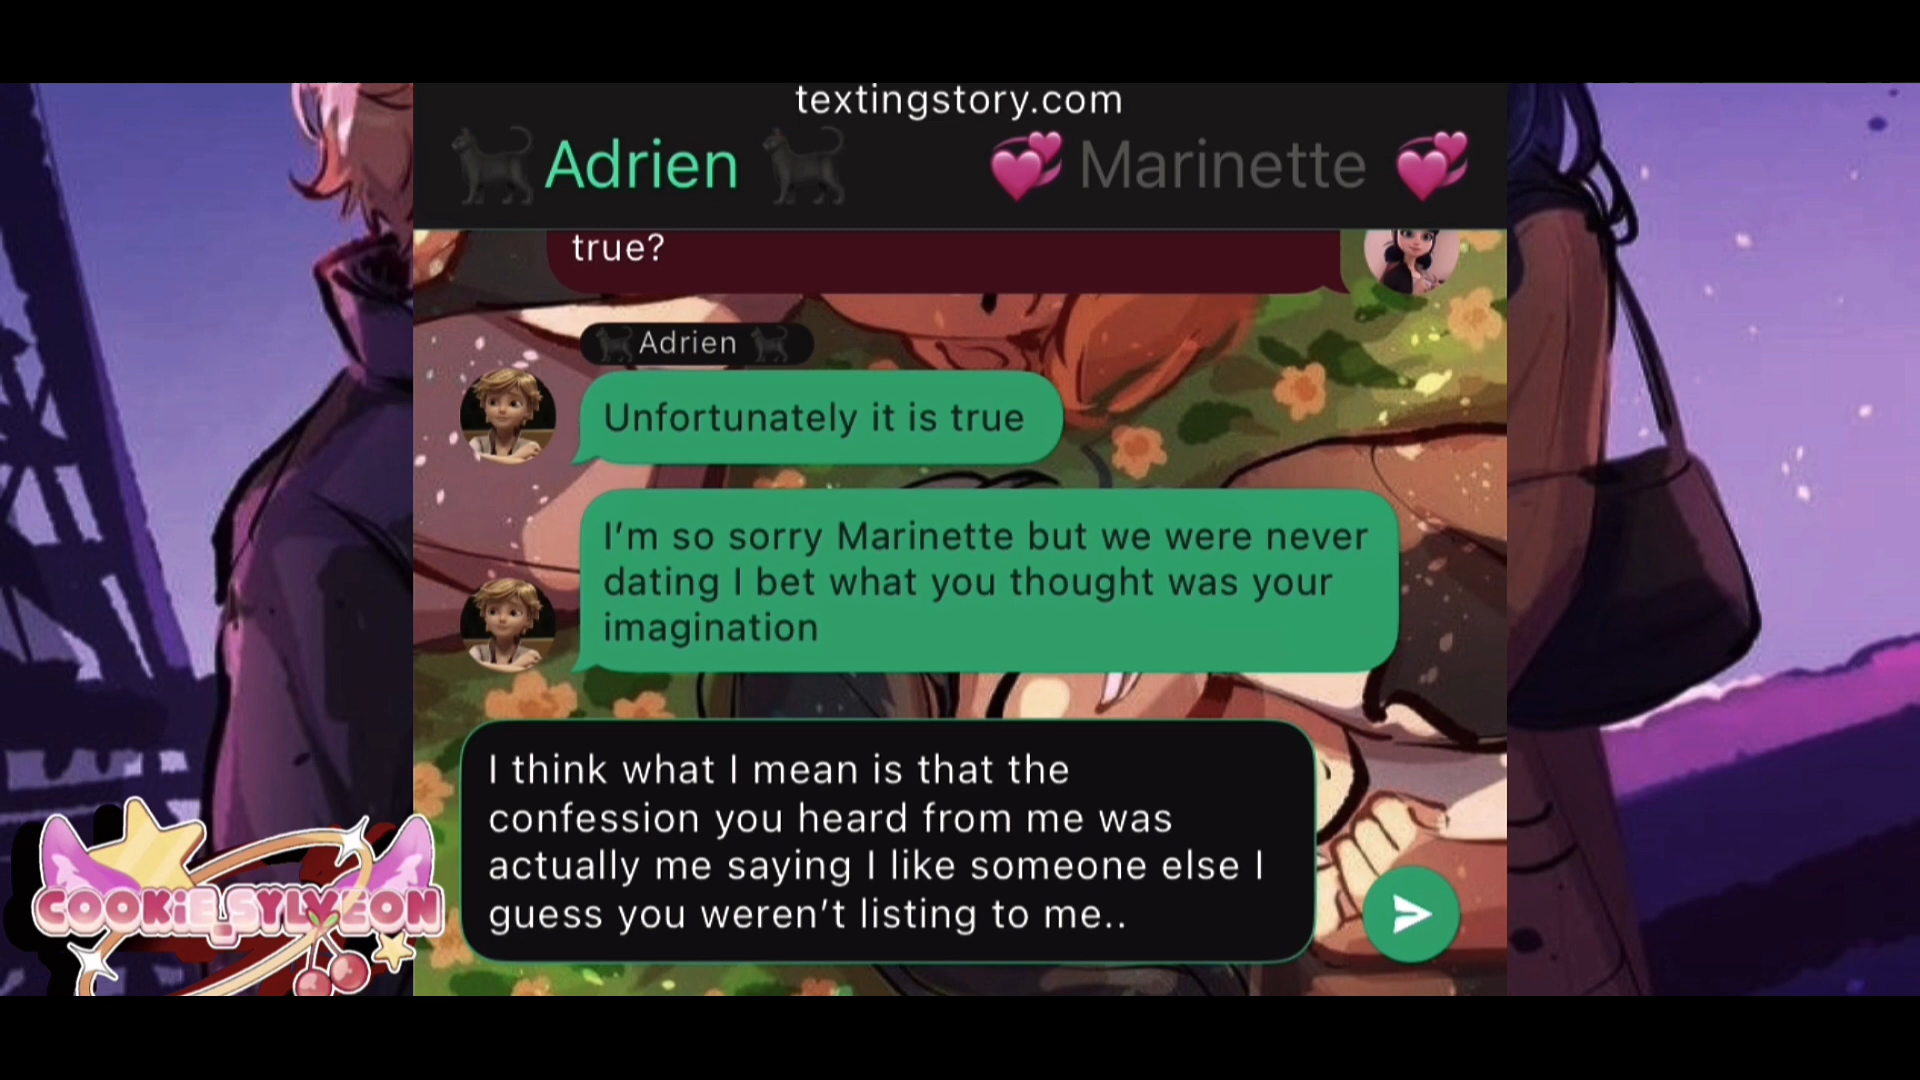 textingstory.com
Adrien
Marinette
true?
Adrien
Unfortunately it is true
I’m so sorry Marinette but we were never
dating I bet what you thought was your
imagination
I think what I mean is that the
confession you heard from me was
actually me saying I like someone else I
guess you weren’t listing to me..
COOKiE_SYLVEON